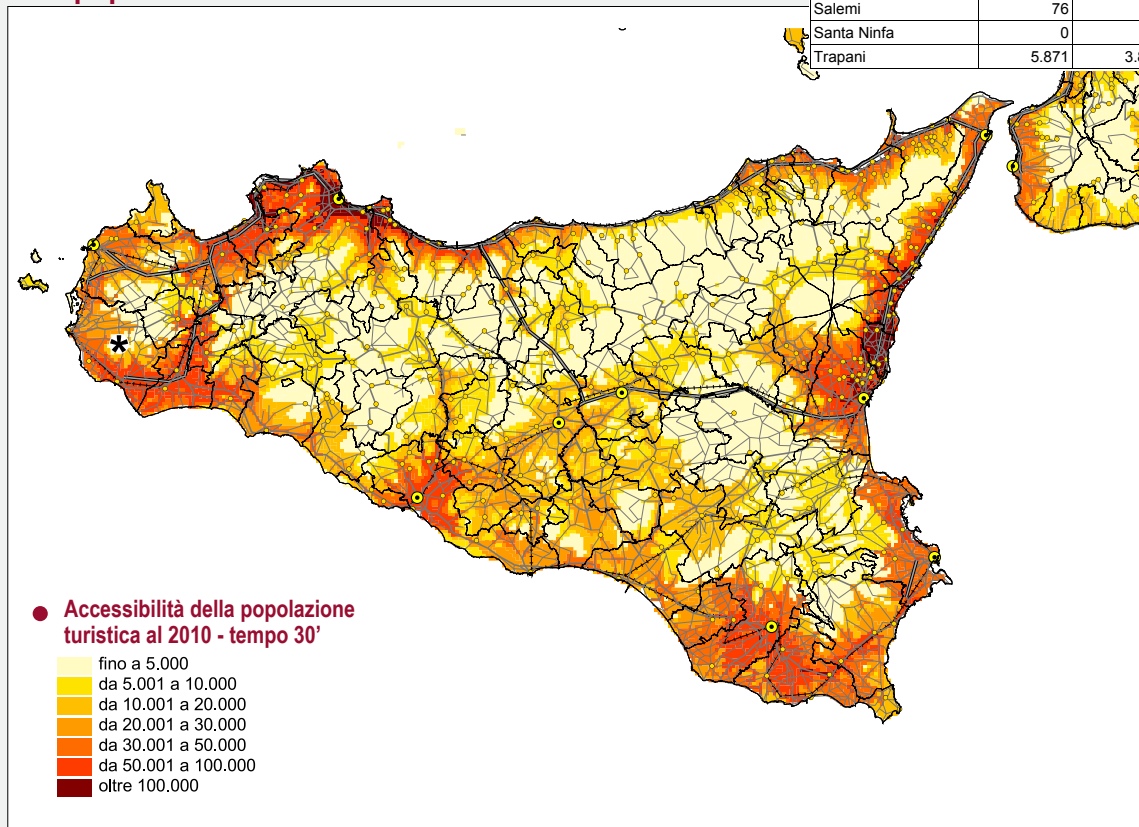 Salemi 76
Santa Ninfa 0
Trapani 5.871
*
Accessibilità della popolazione
turistica al 2010 - tempo 30’
fino a 5.000
da 5.001 a 10.000
da 10.001 a 20.000
da 20.001 a 30.000
da 30.001 a 50.000
da 50.001 a 100.000
oltre 100.000